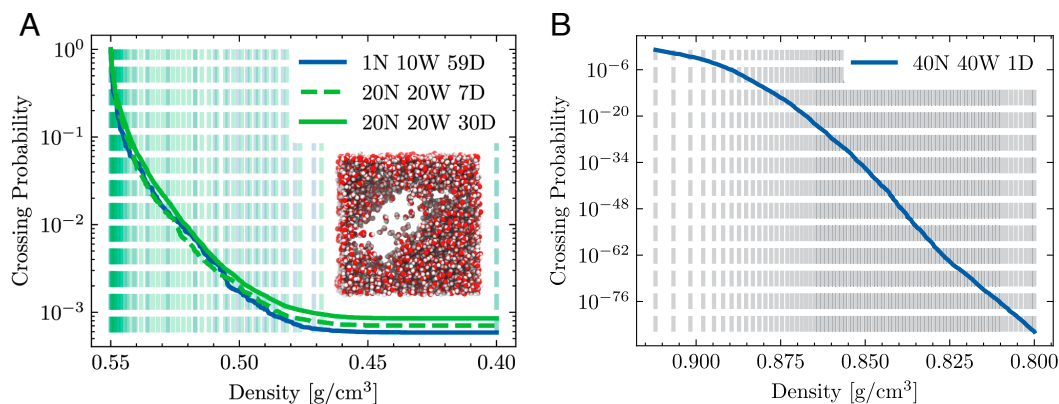 A
Crossing Probability
10^0
10^{-1}
10^{-2}
10^{-3}
1N 10W 59D
20N 20W 7D
20N 20W 30D
0.55 0.50 0.45 0.40
Density [g/cm^3]
B
Crossing Probability
10^{-6}
10^{-20}
10^{-34}
10^{-48}
10^{-62}
10^{-76}
40N 40W 1D
0.900 0.875 0.850 0.825 0.800
Density [g/cm^3]